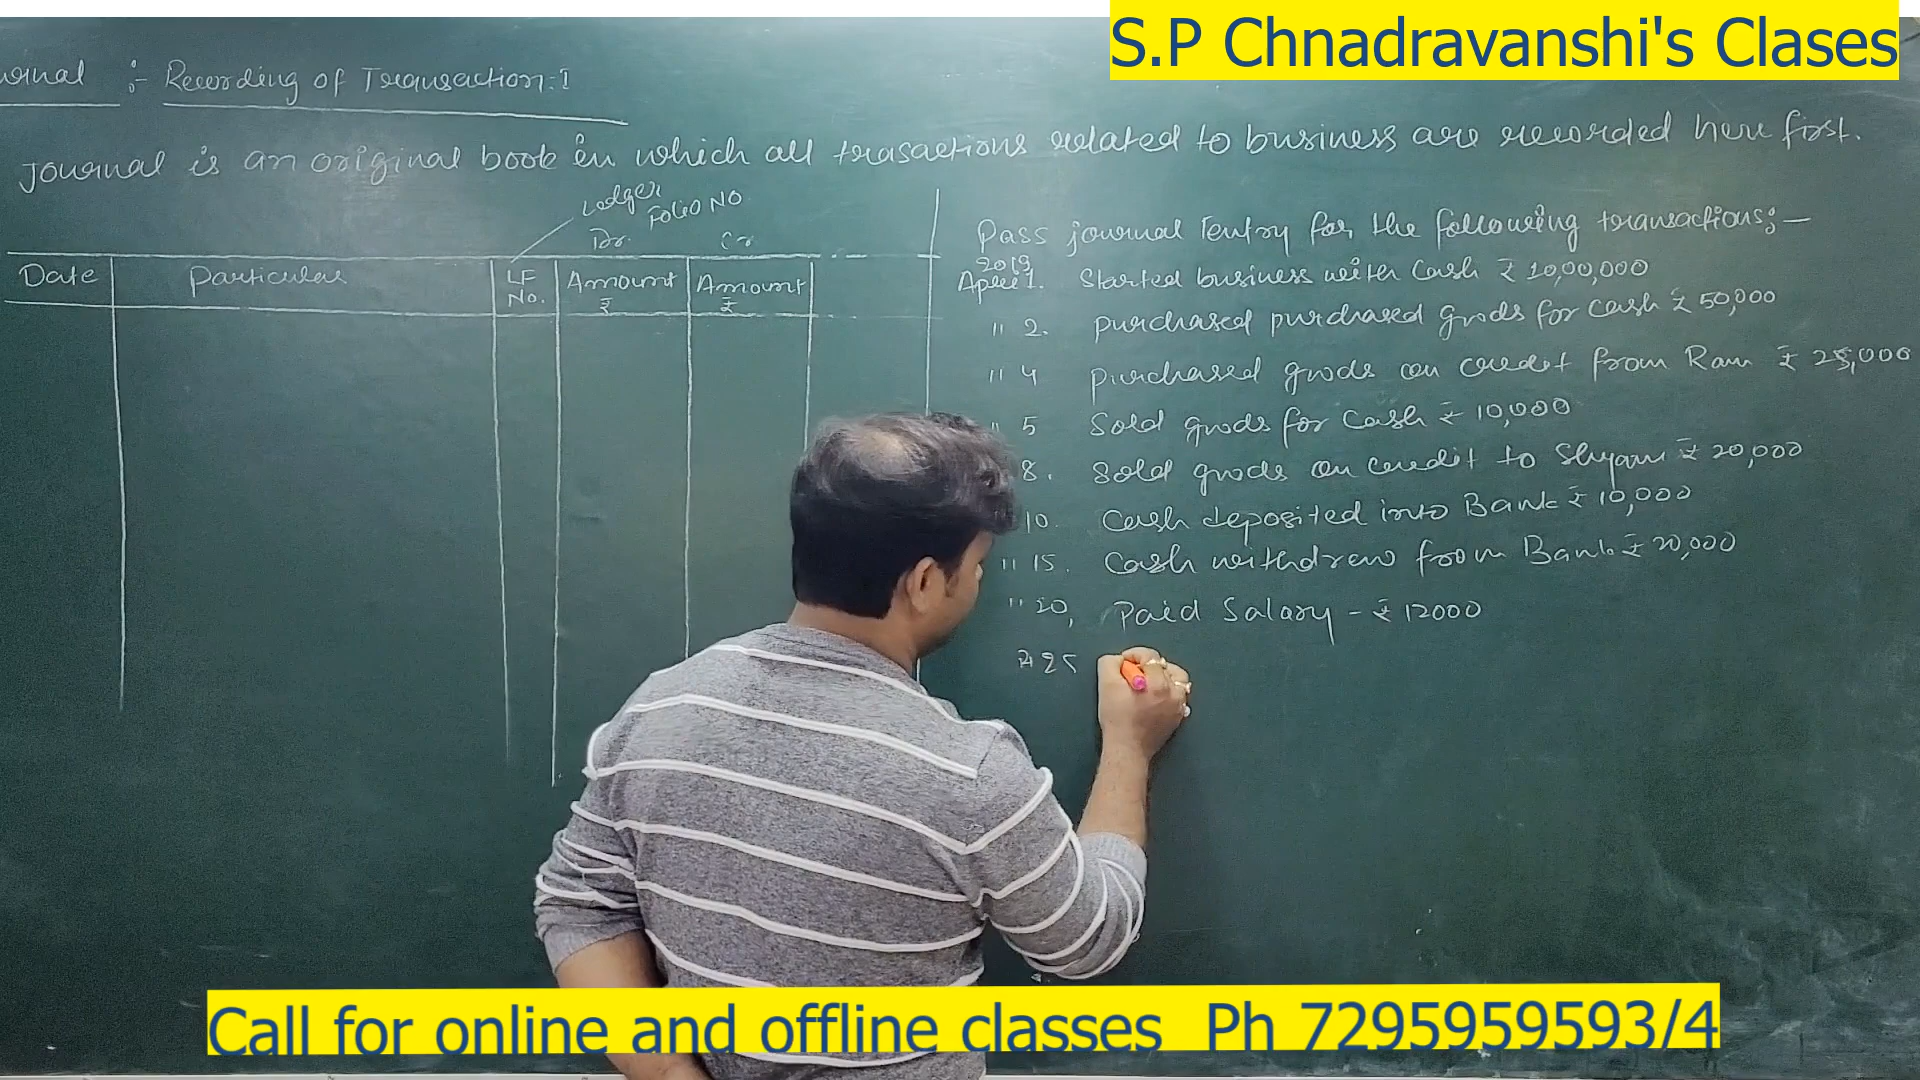 S.P Chnadravanshi's Clases
urnal :- Recording of Transaction:I
Journal is an original book in which all trasactions related to business are recorded here first.
Ledger
Folio NO
Dr. Cr
Date Particular LF No. Amount ₹ Amount ₹
Pass journal Entry for the following transactions:-
2019
April 1. Started business with Cash ₹ 10,00,000
" 2. purchased purchased goods for Cash ₹ 50,000
" 4 purchased goods on credit from Ram ₹ 25,000
" 5 Sold goods for Cash ₹ 10,000
8. Sold goods on credit to Shyam ₹ 20,000
10. Cash deposited into Bank ₹ 10,000
" 15. Cash withdrew from Bank ₹ 20,000
" 20, Paid Salary - ₹ 12000
25
Call for online and offline classes Ph 7295959593/4